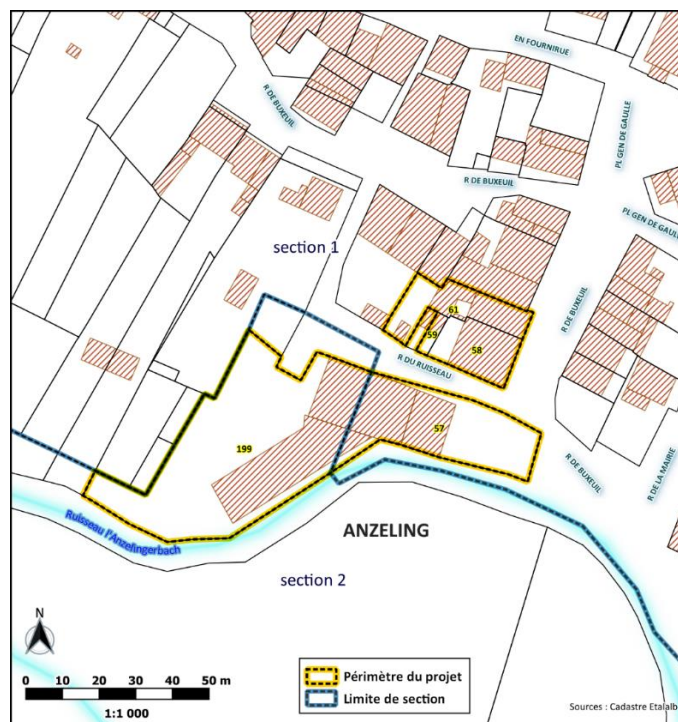 EN FOURNIRUE
R DE BUXEUIL
PL GEN DE GAULLE
R DE BUXEUIL
PL GEN DE GAULLE
section 1
R DE BUXEUIL
61
59
58
R DU RUISSEAU
57
199
R DE BUXEUIL
R DE LA MAIRIE
Ruisseau l'Anzelingerbach
ANZELING
section 2
N
0 10 20 30 40 50 m
1:1 000
Périmètre du projet
Limite de section
Sources : Cadastre Etalab